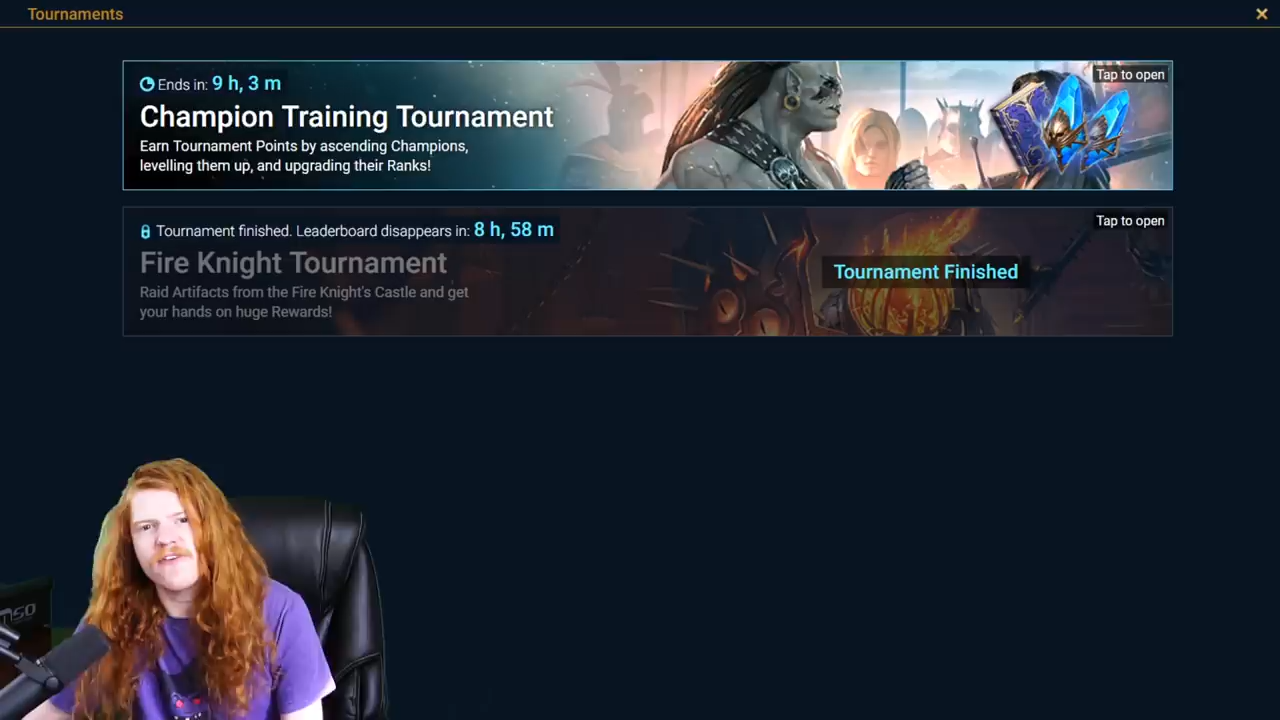 Tournaments
Ends in: 9 h, 3 m
Tap to open
Champion Training Tournament
Earn Tournament Points by ascending Champions,
levelling them up, and upgrading their Ranks!
Tournament finished. Leaderboard disappears in: 8 h, 58 m
Tap to open
Fire Knight Tournament
Tournament Finished
Raid Artifacts from the Fire Knight's Castle and get
your hands on huge Rewards!